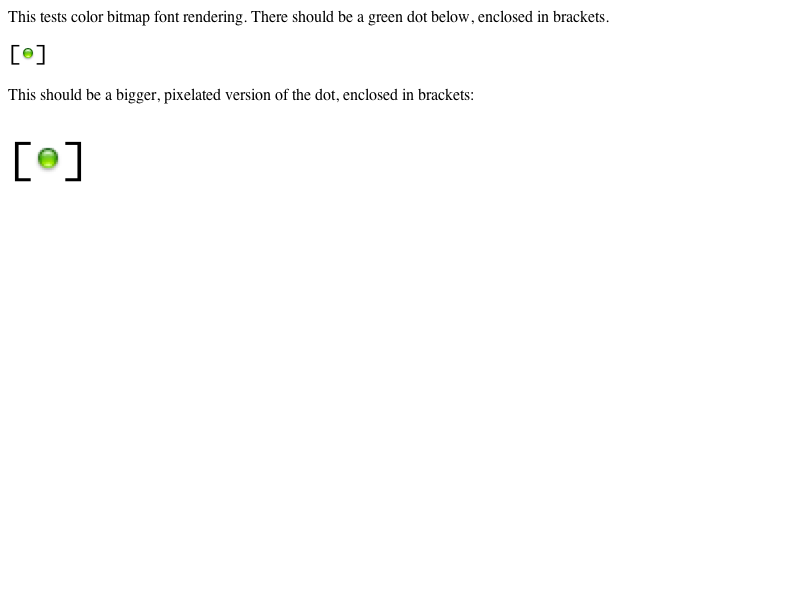 This tests color bitmap font rendering. There should be a green dot below, enclosed in brackets.
[●]
This should be a bigger, pixelated version of the dot, enclosed in brackets:
[●]